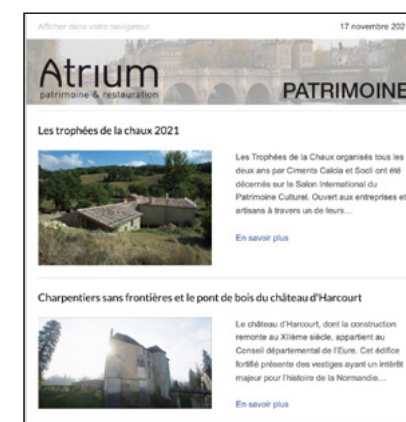 Afficher dans votre navigateur
17 novembre 202
Atrium
patrimoine & restauration
PATRIMOINE
Les trophées de la chaux 2021
Les Trophées de la Chaux organisés tous les
deux ans par Ciments Calcia et Socli ont été
décernés sur le Salon International du
Patrimoine Culturel. Ouvert aux entreprises et
artisans à travers un de leurs…
En savoir plus
Charpentiers sans frontières et le pont de bois du château d'Harcourt
Le château d'Harcourt, dont la construction
remonte au XIIème siècle, appartient au
Conseil départemental de l'Eure. Cet édifice
fortifié présente des vestiges ayant un intérêt
majeur pour l'histoire de la Normandie…
En savoir plus